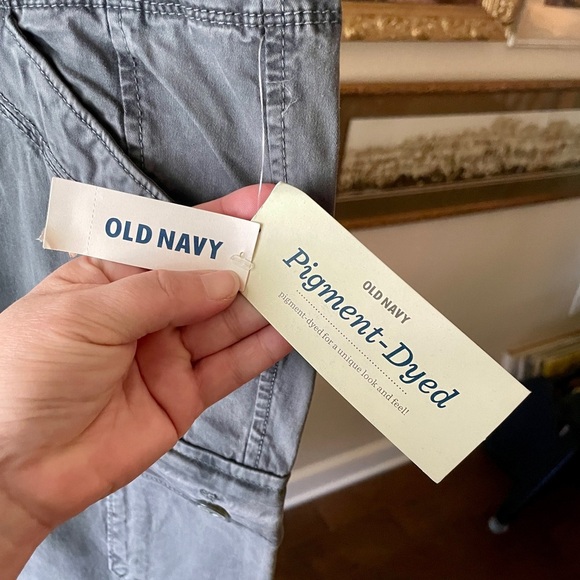 OLD NAVY
OLD NAVY
Pigment-Dyed
pigment-dyed for a unique look and feel!